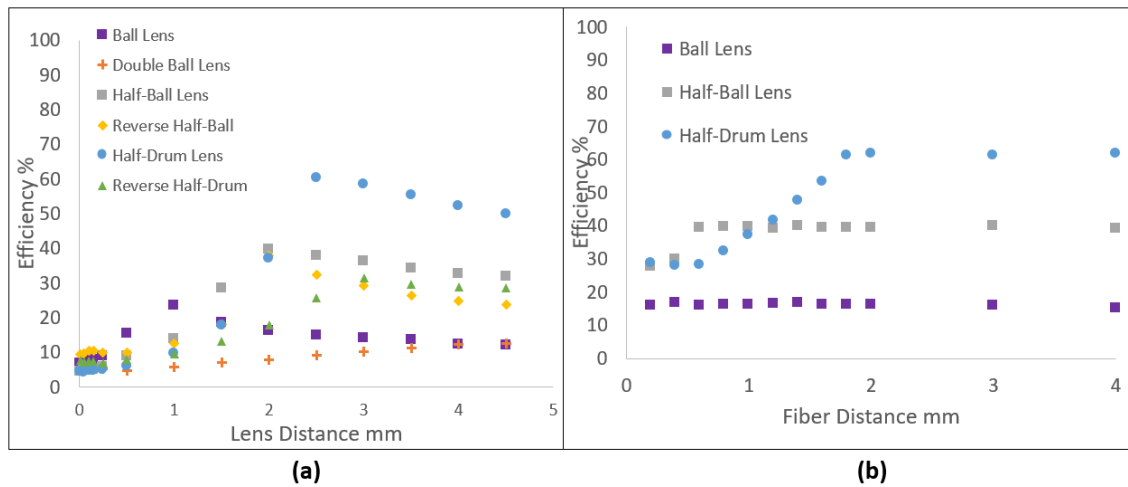 100
90
80
70
60
50
40
30
20
10
0
Efficiency %
Ball Lens
Double Ball Lens
Half-Ball Lens
Reverse Half-Ball
Half-Drum Lens
Reverse Half-Drum
0 1 2 3 4 5
Lens Distance mm
(a)
100
90
80
70
60
50
40
30
20
10
0
Efficiency %
Ball Lens
Half-Ball Lens
Half-Drum Lens
0 1 2 3 4
Fiber Distance mm
(b)